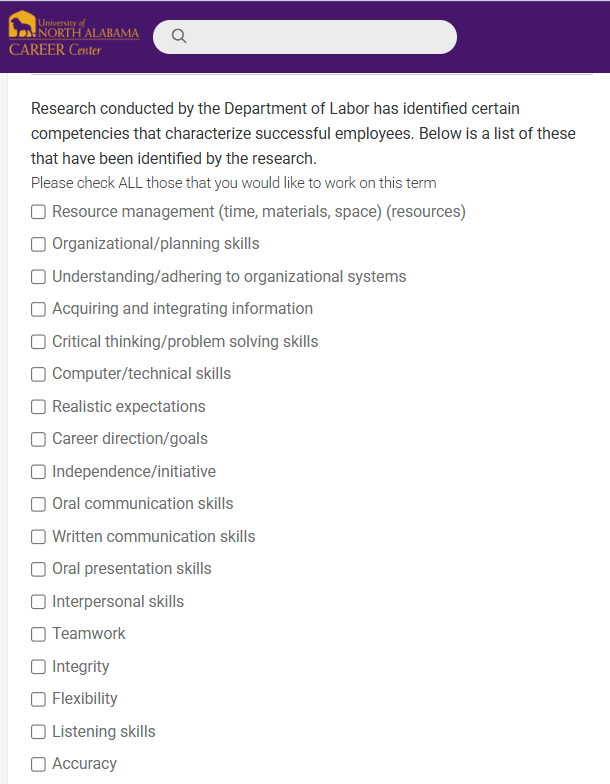 University of
NORTH ALABAMA
CAREER Center
Research conducted by the Department of Labor has identified certain
competencies that characterize successful employees. Below is a list of these
that have been identified by the research.
Please check ALL those that you would like to work on this term
Resource management (time, materials, space) (resources)
Organizational/planning skills
Understanding/adhering to organizational systems
Acquiring and integrating information
Critical thinking/problem solving skills
Computer/technical skills
Realistic expectations
Career direction/goals
Independence/initiative
Oral communication skills
Written communication skills
Oral presentation skills
Interpersonal skills
Teamwork
Integrity
Flexibility
Listening skills
Accuracy